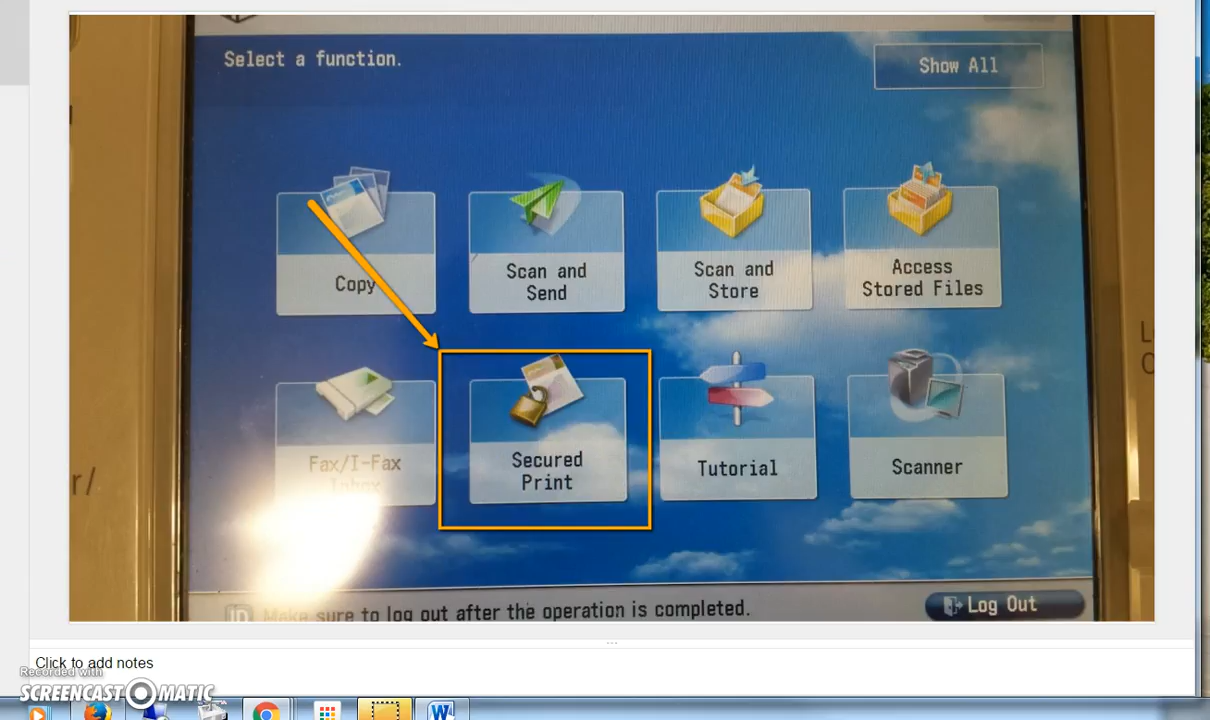 Select a function.
Show All
Copy
Scan and
Send
Scan and
Store
Access
Stored Files
Fax/I-Fax
Inbox
Secured
Print
Tutorial
Scanner
r/
L
C
ID Make sure to log out after the operation is completed.
Log Out
Click to add notes
Recorded with
SCREENCAST-O-MATIC
W